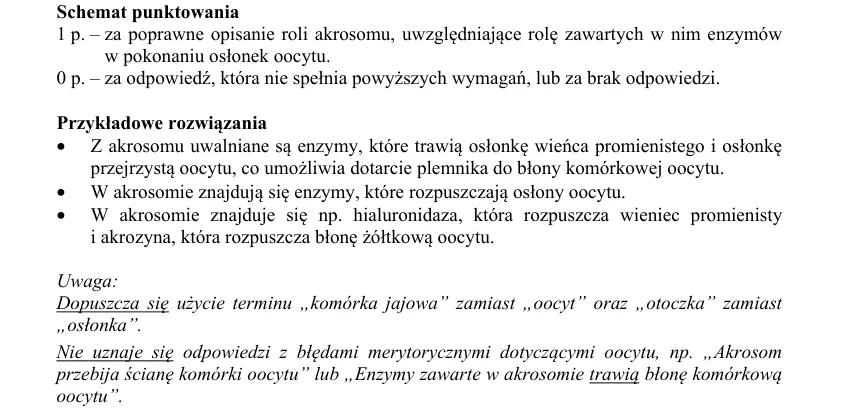 Schemat punktowania
1 p. – za poprawne opisanie roli akrosomu, uwzględniające rolę zawartych w nim enzymów
w pokonaniu osłonek oocytu.
0 p. – za odpowiedź, która nie spełnia powyższych wymagań, lub za brak odpowiedzi.
Przykładowe rozwiązania
• Z akrosomu uwalniane są enzymy, które trawią osłonkę wieńca promienistego i osłonkę
przejrzystą oocytu, co umożliwia dotarcie plemnika do błony komórkowej oocytu.
• W akrosomie znajdują się enzymy, które rozpuszczają osłony oocytu.
• W akrosomie znajduje się np. hialuronidaza, która rozpuszcza wieniec promienisty
i akrozyna, która rozpuszcza błonę żółtkową oocytu.
Uwaga:
Dopuszcza się użycie terminu „komórka jajowa” zamiast „oocyt” oraz „otoczka” zamiast
„osłonka”.
Nie uznaje się odpowiedzi z błędami merytorycznymi dotyczącymi oocytu, np. „Akrosom
przebija ścianę komórki oocytu” lub „Enzymy zawarte w akrosomie trawią błonę komórkową
oocytu”.